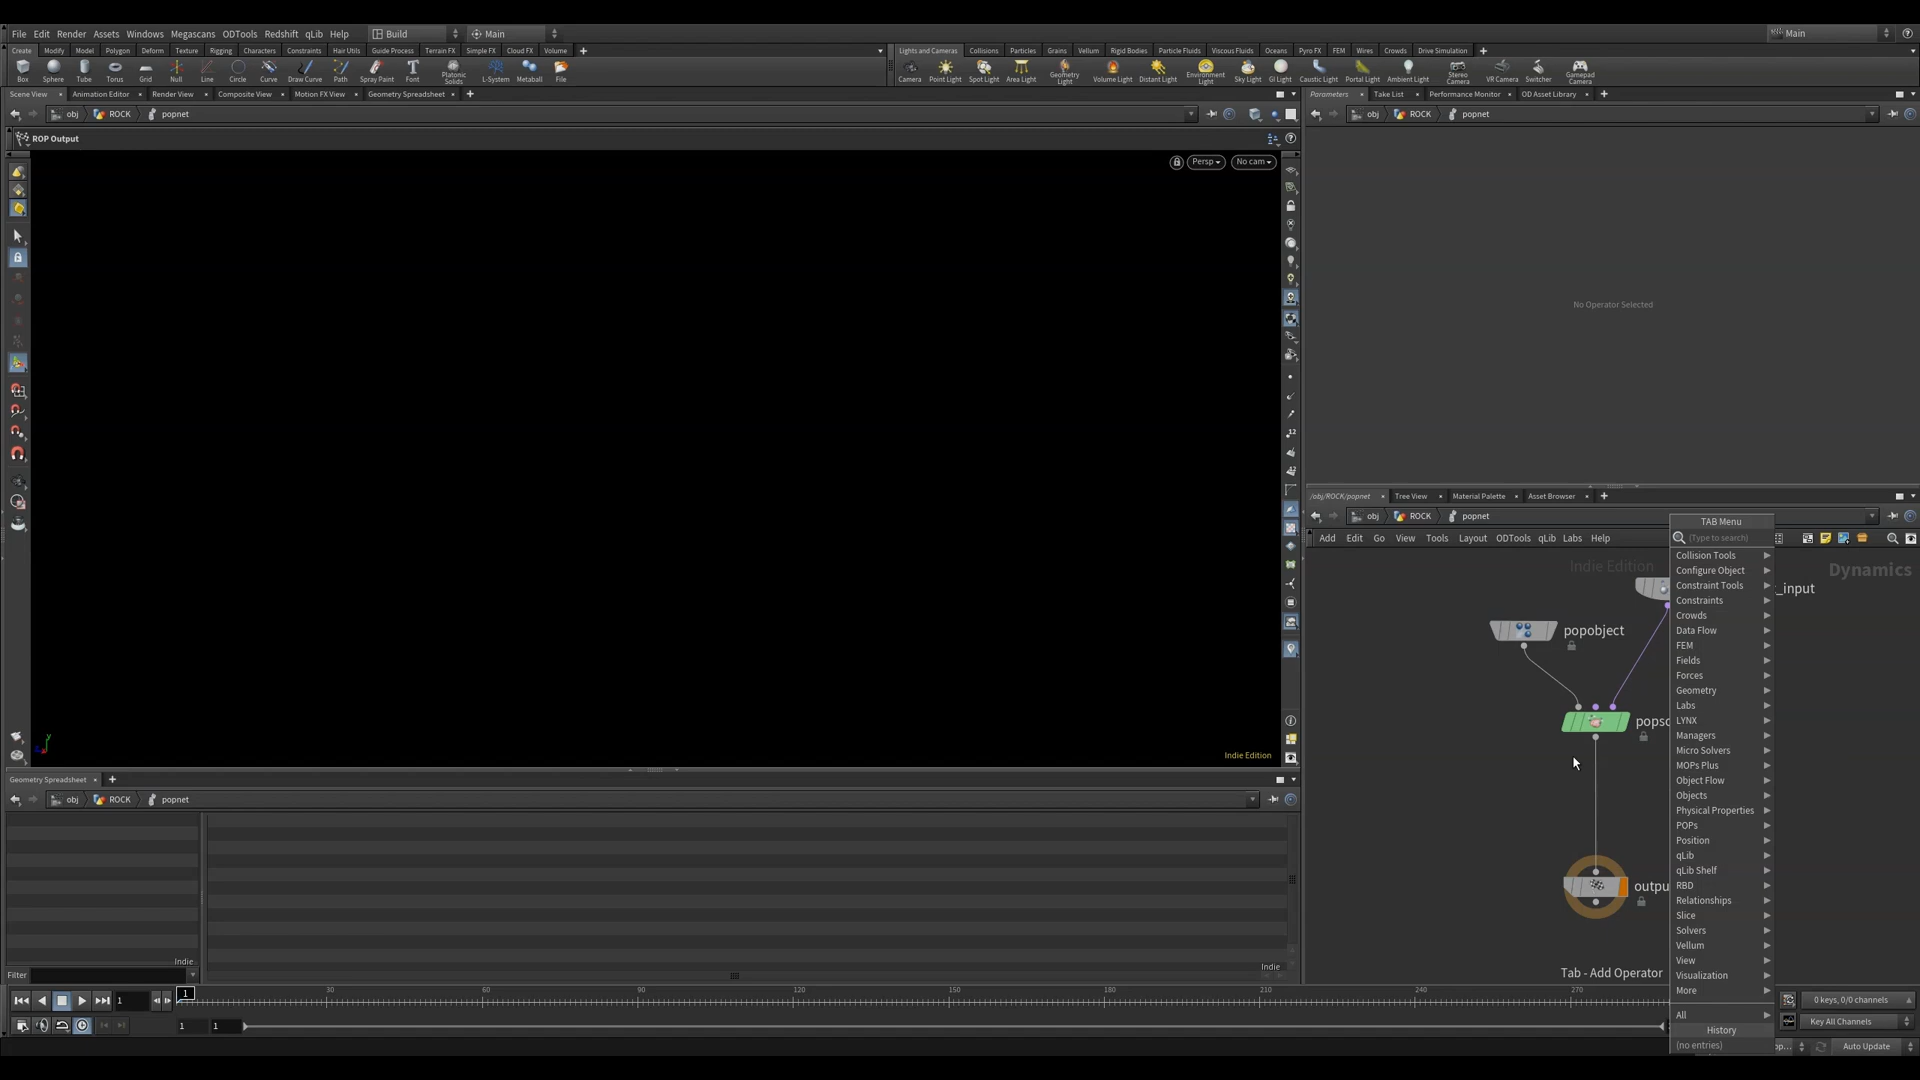 File Edit Render Assets Windows Megascans ODTools Redshift qLib Help Build Main Main
Create Modify Model Polygon Deform Texture Rigging Characters Constraints Hair Utils Guide Process Terrain FX Simple FX Cloud FX Volume
Lights and Cameras Collisions Particles Grains Vellum Rigid Bodies Particle Fluids Viscous Fluids Oceans Pyro FX FEM Wires Crowds Drive Simulation
Box Sphere Tube Torus Grid Null Line Circle Curve Draw Curve Path Spray Paint Font Platonic Solids L-System Metaball File
Camera Point Light Spot Light Area Light Geometry Light Volume Light Distant Light Environment Light Sky Light GI Light Caustic Light Portal Light Ambient Light Stereo Camera VR Camera Switcher Gamepad Camera
Scene View Animation Editor Render View Composite View Motion FX View Geometry Spreadsheet
Parameters Take List Performance Monitor OD Asset Library
obj ROCK popnet
obj ROCK popnet
ROP Output
Persp No cam
No Operator Selected
/obj/ROCK/popnet Tree View Material Palette Asset Browser
obj ROCK popnet
Add Edit Go View Tools Layout ODTools qLib Labs Help
Indie Edition
Dynamics
_input
popobject
popso
outpu
Tab - Add Operator
TAB Menu
(Type to search)
Collision Tools
Configure Object
Constraint Tools
Constraints
Crowds
Data Flow
FEM
Fields
Forces
Geometry
Labs
LYNX
Managers
Micro Solvers
MOPs Plus
Object Flow
Objects
Physical Properties
POPs
Position
qLib
qLib Shelf
RBD
Relationships
Slice
Solvers
Vellum
View
Visualization
More
All
History
(no entries)
Indie Edition
Geometry Spreadsheet
obj ROCK popnet
Indie
Indie
Filter
1 1 30 60 90 120 150 180 210 240 270
1 1
0 keys, 0/0 channels
Key All Channels
op... Auto Update